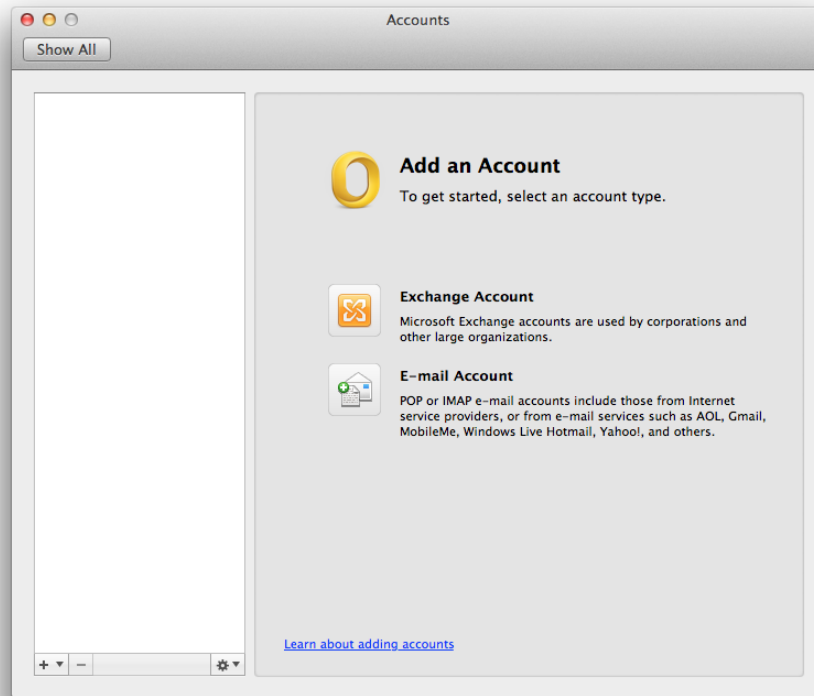 Accounts
Show All
Add an Account
To get started, select an account type.
Exchange Account
Microsoft Exchange accounts are used by corporations and
other large organizations.
E-mail Account
POP or IMAP e-mail accounts include those from Internet
service providers, or from e-mail services such as AOL, Gmail,
MobileMe, Windows Live Hotmail, Yahoo!, and others.
Learn about adding accounts